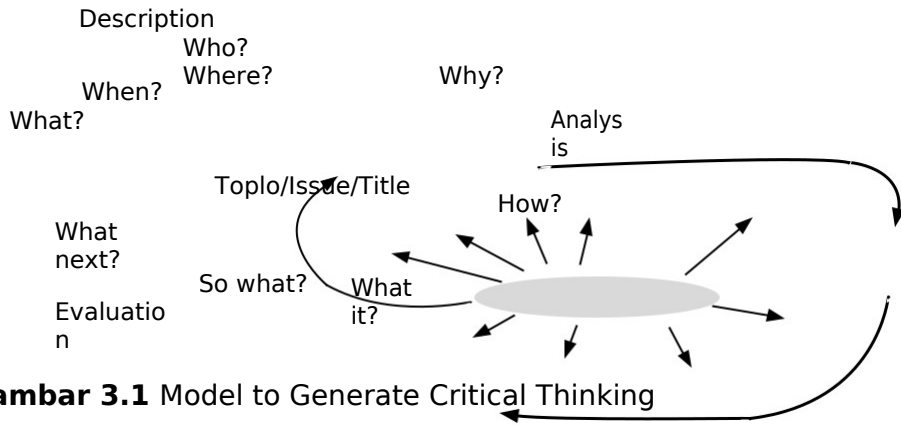 Description
Who?
Where?
Why?
When?
What?
Analys
is
Toplo/Issue/Title
How?
What
next?
So what?
What
it?
Evaluatio
n
ambar 3.1 Model to Generate Critical Thinking